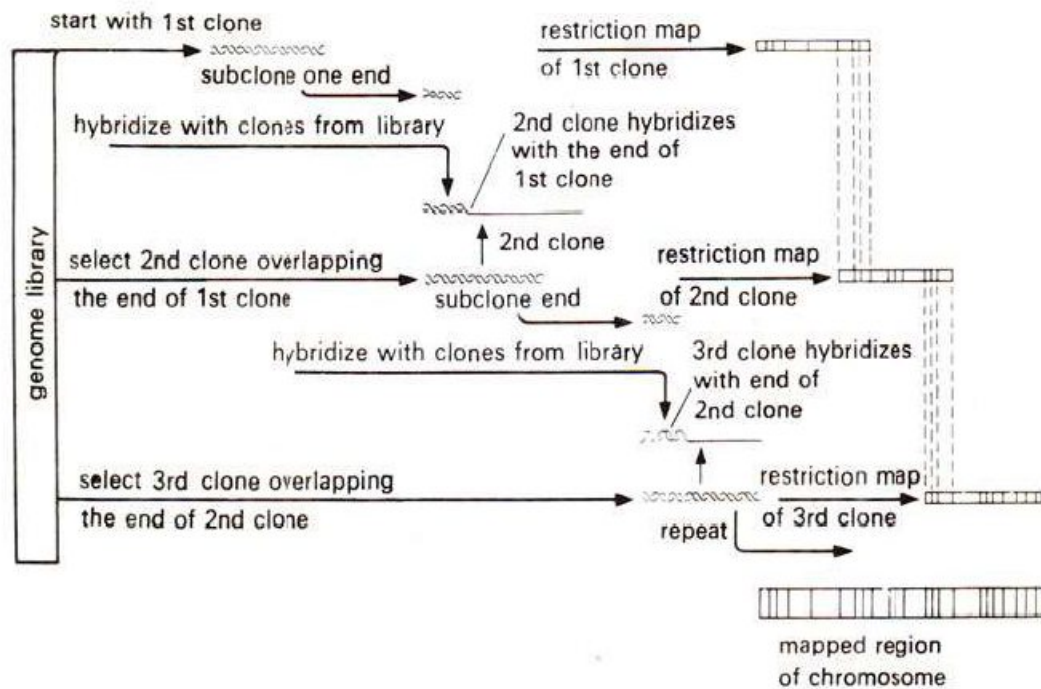 start with 1st clone
restriction map
of 1st clone
subclone one end
hybridize with clones from library
2nd clone hybridizes
with the end of
1st clone
2nd clone
select 2nd clone overlapping
the end of 1st clone
restriction map
of 2nd clone
subclone end
genome library
hybridize with clones from library
3rd clone hybridizes
with end of
2nd clone
select 3rd clone overlapping
the end of 2nd clone
restriction map
of 3rd clone
repeat
mapped region
of chromosome